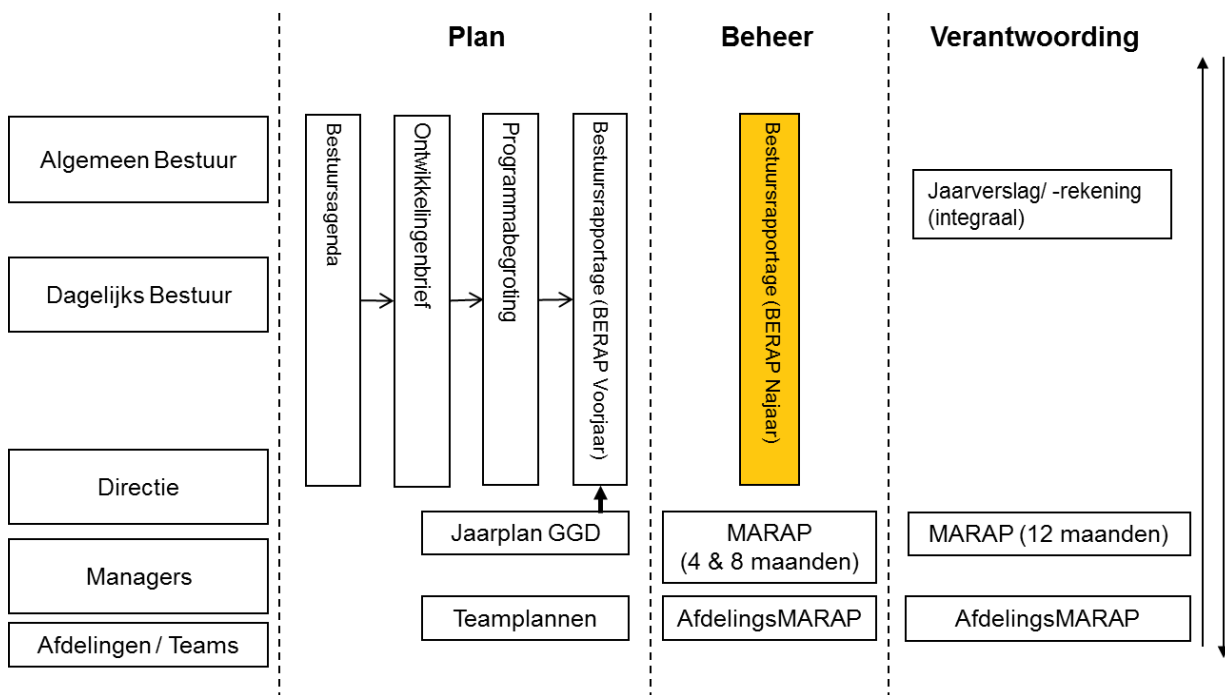 Plan
Beheer
Verantwoording
Algemeen Bestuur
Dagelijks Bestuur
Directie
Managers
Afdelingen / Teams
Bestuursagenda
Ontwikkelingenbrief
Programmabegroting
Bestuursrapportage (BERAP Voorjaar)
Jaarplan GGD
Teamplannen
Bestuursrapportage (BERAP Najaar)
MARAP
(4 & 8 maanden)
AfdelingsMARAP
Jaarverslag/ -rekening
(integraal)
MARAP (12 maanden)
AfdelingsMARAP